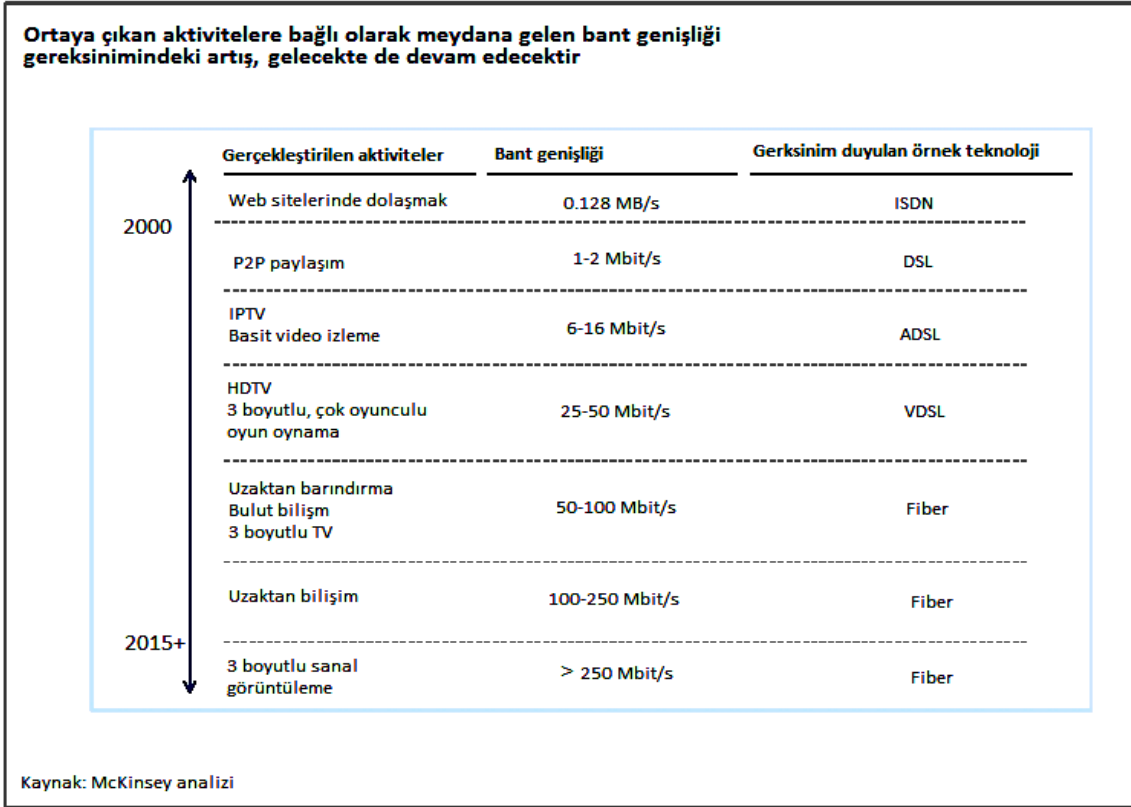 Ortaya çıkan aktivitelere bağlı olarak meydana gelen bant genişliği
gereksinimindeki artış, gelecekte de devam edecektir
Gerçekleştirilen aktiviteler Bant genişliği Gerksinim duyulan örnek teknoloji
2000
Web sitelerinde dolaşmak 0.128 MB/s ISDN
P2P paylaşım 1-2 Mbit/s DSL
IPTV
Basit video izleme 6-16 Mbit/s ADSL
HDTV
3 boyutlu, çok oyunculu 25-50 Mbit/s VDSL
oyun oynama
Uzaktan barındırma
Bulut bilişm 50-100 Mbit/s Fiber
3 boyutlu TV
Uzaktan bilişim 100-250 Mbit/s Fiber
2015+
3 boyutlu sanal > 250 Mbit/s Fiber
görüntüleme
Kaynak: McKinsey analizi